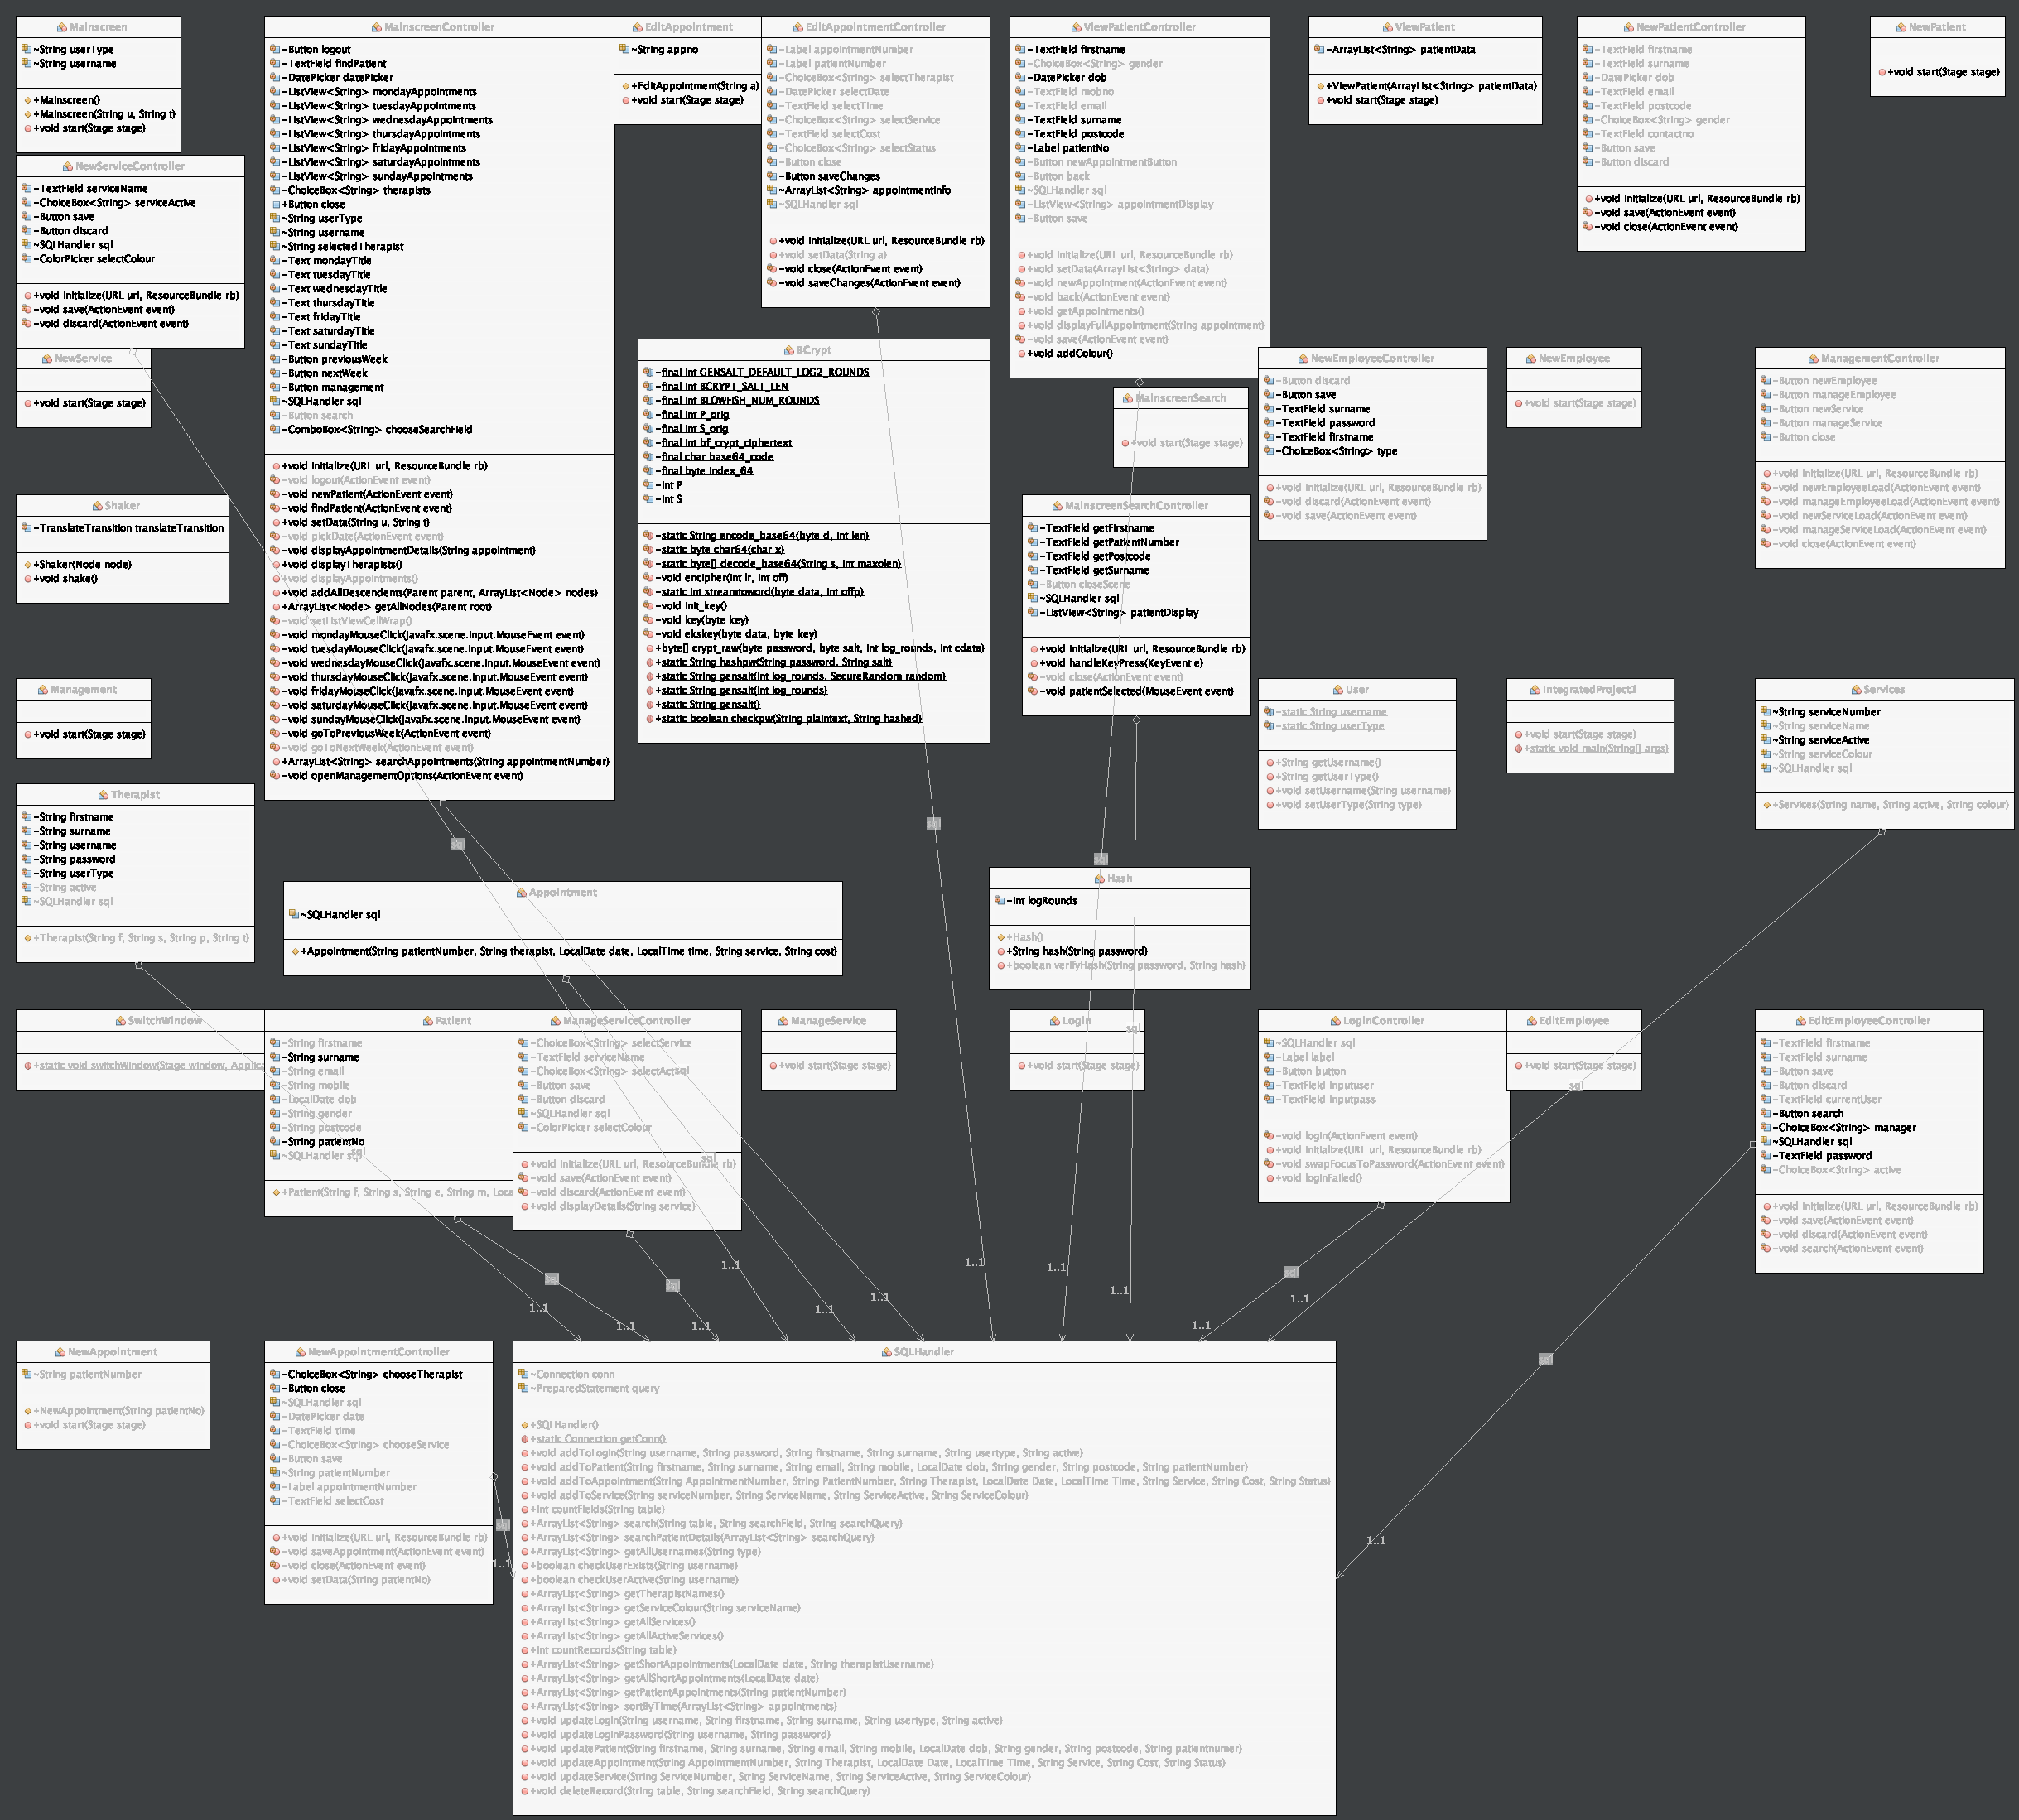 Mainscreen
~String userType
~String username
+Mainscreen()
+Mainscreen(String u, String t)
+void start(Stage stage)
MainscreenController
-Button logout
-TextField findPatient
-DatePicker datePicker
-ListView<String> mondayAppointments
-ListView<String> tuesdayAppointments
-ListView<String> wednesdayAppointments
-ListView<String> thursdayAppointments
-ListView<String> fridayAppointments
-ListView<String> saturdayAppointments
-ListView<String> sundayAppointments
-ChoiceBox<String> therapists
+Button close
~String userType
~String username
~String selectedTherapist
-Text mondayTitle
-Text tuesdayTitle
-Text wednesdayTitle
-Text thursdayTitle
-Text fridayTitle
-Text saturdayTitle
-Text sundayTitle
-Button previousWeek
-Button nextWeek
-Button management
~SQLHandler sql
-Button search
-ComboBox<String> chooseSearchField
+void initialize(URL url, ResourceBundle rb)
-void logout(ActionEvent event)
-void newPatient(ActionEvent event)
-void findPatient(ActionEvent event)
+void setData(String u, String t)
-void pickDate(ActionEvent event)
-void displayAppointmentDetails(String appointment)
+void displayTherapists()
+void displayAppointments()
+void addAllDescendents(Parent parent, ArrayList<Node> nodes)
+ArrayList<Node> getAllNodes(Parent root)
-void setListViewCellWrap()
-void mondayMouseClick(javafx.scene.input.MouseEvent event)
-void tuesdayMouseClick(javafx.scene.input.MouseEvent event)
-void wednesdayMouseClick(javafx.scene.input.MouseEvent event)
-void thursdayMouseClick(javafx.scene.input.MouseEvent event)
-void fridayMouseClick(javafx.scene.input.MouseEvent event)
-void saturdayMouseClick(javafx.scene.input.MouseEvent event)
-void sundayMouseClick(javafx.scene.input.MouseEvent event)
-void goToPreviousWeek(ActionEvent event)
-void goToNextWeek(ActionEvent event)
+ArrayList<String> searchAppointments(String appointmentNumber)
-void openManagementOptions(ActionEvent event)
EditAppointment
~String appno
+EditAppointment(String a)
+void start(Stage stage)
EditAppointmentController
-Label appointmentNumber
-Label patientNumber
-ChoiceBox<String> selectTherapist
-DatePicker selectDate
-TextField selectTime
-ChoiceBox<String> selectService
-TextField selectCost
-ChoiceBox<String> selectStatus
-Button close
-Button saveChanges
~ArrayList<String> appointmentInfo
~SQLHandler sql
+void initialize(URL url, ResourceBundle rb)
+void setData(String a)
-void close(ActionEvent event)
-void saveChanges(ActionEvent event)
ViewPatientController
-TextField firstname
-ChoiceBox<String> gender
-DatePicker dob
-TextField mobno
-TextField email
-TextField surname
-TextField postcode
-Label patientNo
-Button newAppointmentButton
-Button back
~SQLHandler sql
-ListView<String> appointmentDisplay
-Button save
+void initialize(URL url, ResourceBundle rb)
+void setData(ArrayList<String> data)
-void newAppointment(ActionEvent event)
-void back(ActionEvent event)
+void getAppointments()
+void displayFullAppointment(String appointment)
-void save(ActionEvent event)
+void addColour()
ViewPatient
-ArrayList<String> patientData
+ViewPatient(ArrayList<String> patientData)
+void start(Stage stage)
NewPatientController
-TextField firstname
-TextField surname
-DatePicker dob
-TextField email
-TextField postcode
-ChoiceBox<String> gender
-TextField contactno
-Button save
-Button discard
+void initialize(URL url, ResourceBundle rb)
-void save(ActionEvent event)
-void close(ActionEvent event)
NewPatient
+void start(Stage stage)
NewServiceController
-TextField serviceName
-ChoiceBox<String> serviceActive
-Button save
-Button discard
~SQLHandler sql
-ColorPicker selectColour
+void initialize(URL url, ResourceBundle rb)
-void save(ActionEvent event)
-void discard(ActionEvent event)
NewService
+void start(Stage stage)
BCrypt
-final int GENSALT_DEFAULT_LOG2_ROUNDS
-final int BCRYPT_SALT_LEN
-final int BLOWFISH_NUM_ROUNDS
-final int P_orig
-final int S_orig
-final int bf_crypt_ciphertext
-final char base64_code
-final byte index_64
-int P
-int S
-static String encode_base64(byte d, int len)
-static byte char64(char x)
-static byte[] decode_base64(String s, int maxolen)
-void encipher(int lr, int off)
-static int streamtoword(byte data, int offp)
-void init_key()
-void key(byte key)
-void ekskey(byte data, byte key)
+byte[] crypt_raw(byte password, byte salt, int log_rounds, int cdata)
+static String hashpw(String password, String salt)
+static String gensalt(int log_rounds, SecureRandom random)
+static String gensalt(int log_rounds)
+static String gensalt()
+static boolean checkpw(String plaintext, String hashed)
MainscreenSearch
+void start(Stage stage)
NewEmployeeController
-Button discard
-Button save
-TextField surname
-TextField password
-TextField firstname
-ChoiceBox<String> type
+void initialize(URL url, ResourceBundle rb)
-void discard(ActionEvent event)
-void save(ActionEvent event)
NewEmployee
+void start(Stage stage)
ManagementController
-Button newEmployee
-Button manageEmployee
-Button newService
-Button manageService
-Button close
+void initialize(URL url, ResourceBundle rb)
-void newEmployeeLoad(ActionEvent event)
-void manageEmployeeLoad(ActionEvent event)
-void newServiceLoad(ActionEvent event)
-void manageServiceLoad(ActionEvent event)
-void close(ActionEvent event)
Shaker
-TranslateTransition translateTransition
+Shaker(Node node)
+void shake()
MainscreenSearchController
-TextField getFirstname
-TextField getPatientNumber
-TextField getPostcode
-TextField getSurname
-Button closeScene
~SQLHandler sql
-ListView<String> patientDisplay
+void initialize(URL url, ResourceBundle rb)
+void handleKeyPress(KeyEvent e)
-void close(ActionEvent event)
-void patientSelected(MouseEvent event)
Management
+void start(Stage stage)
User
-static String username
-static String userType
+String getUsername()
+String getUserType()
+void setUsername(String username)
+void setUserType(String type)
IntegratedProject1
+void start(Stage stage)
+static void main(String[] args)
Services
~String serviceNumber
~String serviceName
~String serviceActive
~String serviceColour
~SQLHandler sql
+Services(String name, String active, String colour)
Therapist
-String firstname
-String surname
-String username
-String password
-String userType
-String active
~SQLHandler sql
+Therapist(String f, String s, String p, String t)
sql
sql
sql
Appointment
~SQLHandler sql
+Appointment(String patientNumber, String therapist, LocalDate date, LocalTime time, String service, String cost)
Hash
-int logRounds
+Hash()
+String hash(String password)
+boolean verifyHash(String password, String hash)
SwitchWindow
+static void switchWindow(Stage window, Applica
Patient
-String firstname
-String surname
-String email
-String mobile
-LocalDate dob
-String gender
-String postcode
-String patientNo
~SQLHandler sql
sql
+Patient(String f, String s, String e, String m, Loca
ManageServiceController
-ChoiceBox<String> selectService
-TextField serviceName
-ChoiceBox<String> selectAct
sql
-Button save
-Button discard
~SQLHandler sql
-ColorPicker selectColour
sql
+void initialize(URL url, ResourceBundle rb)
-void save(ActionEvent event)
-void discard(ActionEvent event)
+void displayDetails(String service)
ManageService
+void start(Stage stage)
Login
sql
+void start(Stage stage)
LoginController
~SQLHandler sql
-Label label
-Button button
-TextField inputuser
-TextField inputpass
-void login(ActionEvent event)
+void initialize(URL url, ResourceBundle rb)
-void swapFocusToPassword(ActionEvent event)
+void loginFailed()
EditEmployee
+void start(Stage stage)
sql
EditEmployeeController
-TextField firstname
-TextField surname
-Button save
-Button discard
-TextField currentUser
-Button search
-ChoiceBox<String> manager
~SQLHandler sql
-TextField password
-ChoiceBox<String> active
+void initialize(URL url, ResourceBundle rb)
-void save(ActionEvent event)
-void discard(ActionEvent event)
-void search(ActionEvent event)
sql
sql
sql
sql
1..1
1..1
1..1
1..1
1..1
1..1
1..1
1..1
1..1
1..1
1..1
1..1
NewAppointment
~String patientNumber
+NewAppointment(String patientNo)
+void start(Stage stage)
NewAppointmentController
-ChoiceBox<String> chooseTherapist
-Button close
~SQLHandler sql
-DatePicker date
-TextField time
-ChoiceBox<String> chooseService
-Button save
~String patientNumber
-Label appointmentNumber
-TextField selectCost
+void initialize(URL url, ResourceBundle rb)
-void saveAppointment(ActionEvent event)
-void close(ActionEvent event)
+void setData(String patientNo)
sql
1..1
SQLHandler
~Connection conn
~PreparedStatement query
+SQLHandler()
+static Connection getConn()
+void addToLogin(String username, String password, String firstname, String surname, String usertype, String active)
+void addToPatient(String firstname, String surname, String email, String mobile, LocalDate dob, String gender, String postcode, String patientNumber)
+void addToAppointment(String AppointmentNumber, String PatientNumber, String Therapist, LocalDate Date, LocalTime Time, String Service, String Cost, String Status)
+void addToService(String serviceNumber, String ServiceName, String ServiceActive, String ServiceColour)
+int countFields(String table)
+ArrayList<String> search(String table, String searchField, String searchQuery)
+ArrayList<String> searchPatientDetails(ArrayList<String> searchQuery)
+ArrayList<String> getAllUsernames(String type)
+boolean checkUserExists(String username)
+boolean checkUserActive(String username)
+ArrayList<String> getTherapistNames()
+ArrayList<String> getServiceColour(String serviceName)
+ArrayList<String> getAllServices()
+ArrayList<String> getAllActiveServices()
+int countRecords(String table)
+ArrayList<String> getShortAppointments(LocalDate date, String therapistUsername)
+ArrayList<String> getAllShortAppointments(LocalDate date)
+ArrayList<String> getPatientAppointments(String patientNumber)
+ArrayList<String> sortByTime(ArrayList<String> appointments)
+void updateLogin(String username, String firstname, String surname, String usertype, String active)
+void updateLoginPassword(String username, String password)
+void updatePatient(String firstname, String surname, String email, String mobile, LocalDate dob, String gender, String postcode, String patientnumer)
+void updateAppointment(String AppointmentNumber, String Therapist, LocalDate Date, LocalTime Time, String Service, String Cost, String Status)
+void updateService(String ServiceNumber, String ServiceName, String ServiceActive, String ServiceColour)
+void deleteRecord(String table, String searchField, String searchQuery)